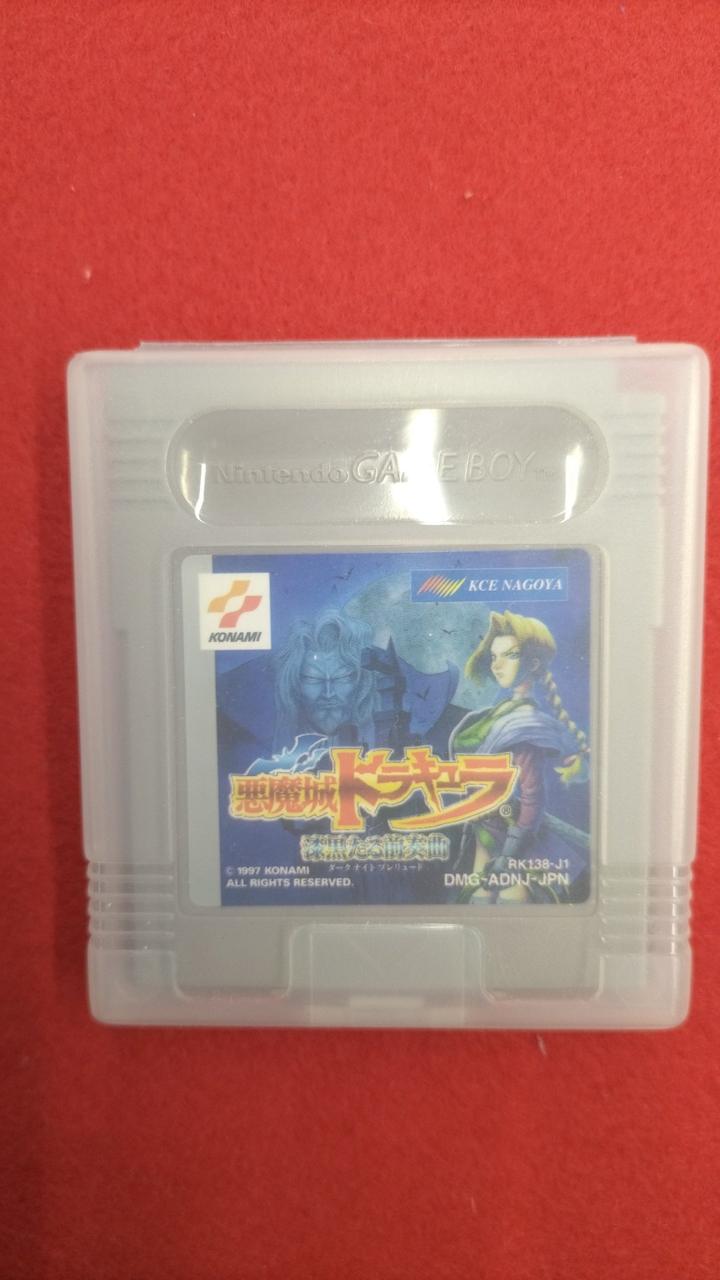 Nintendo GAME BOY™
KONAMI
KCE NAGOYA
悪魔城ドラキュラ®
漆黒たる前奏曲
ダークナイトプレリュード
© 1997 KONAMI
ALL RIGHTS RESERVED.
RK138-J1
DMG-ADNJ-JPN